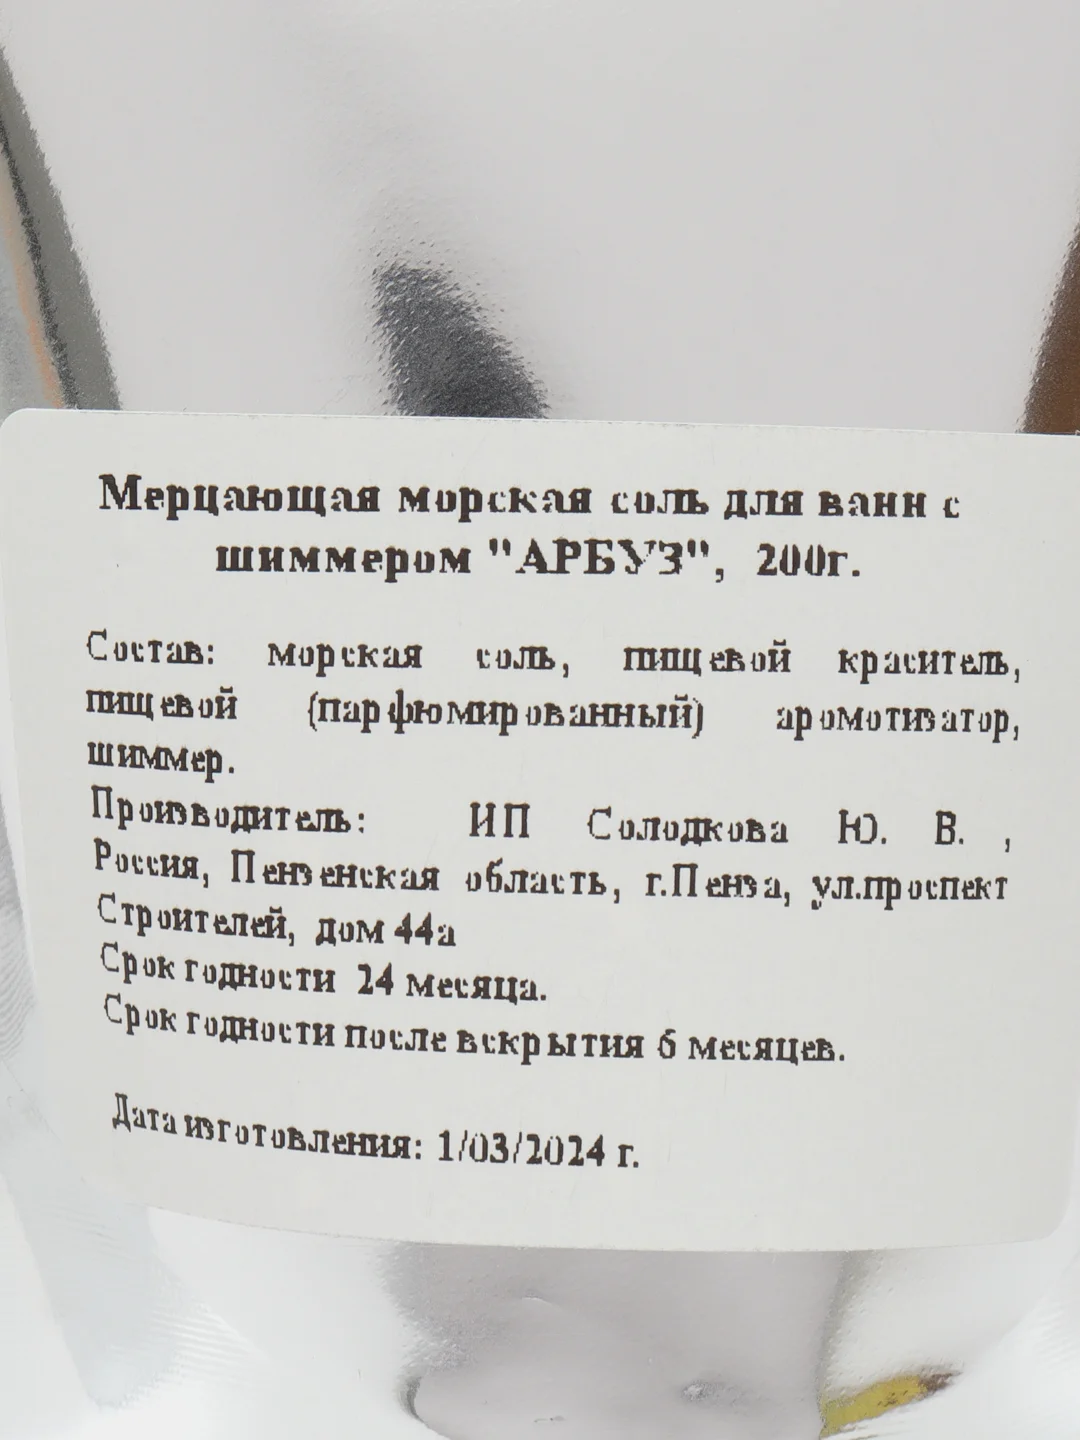 Мерцающая морская соль для ванн с
шиммером "АРБУЗ", 200г.
Состав: морская соль, пищевой краситель,
пищевой (парфюмированный) аромотизатор,
шиммер.
Производитель: ИП Солодкова Ю. В. ,
Россия, Пензенская область, г.Пенза, ул.проспект
Строителей, дом 44а
Срок годности 24 месяца.
Срок годности после вскрытия 6 месяцев.
Дата изготовления: 1/03/2024 г.